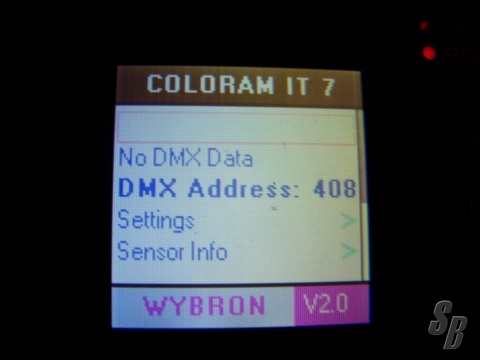 COLORAM IT 7
No DMX Data
DMX Address: 408
Settings >
Sensor Info >
WYBRON V2.0
SB